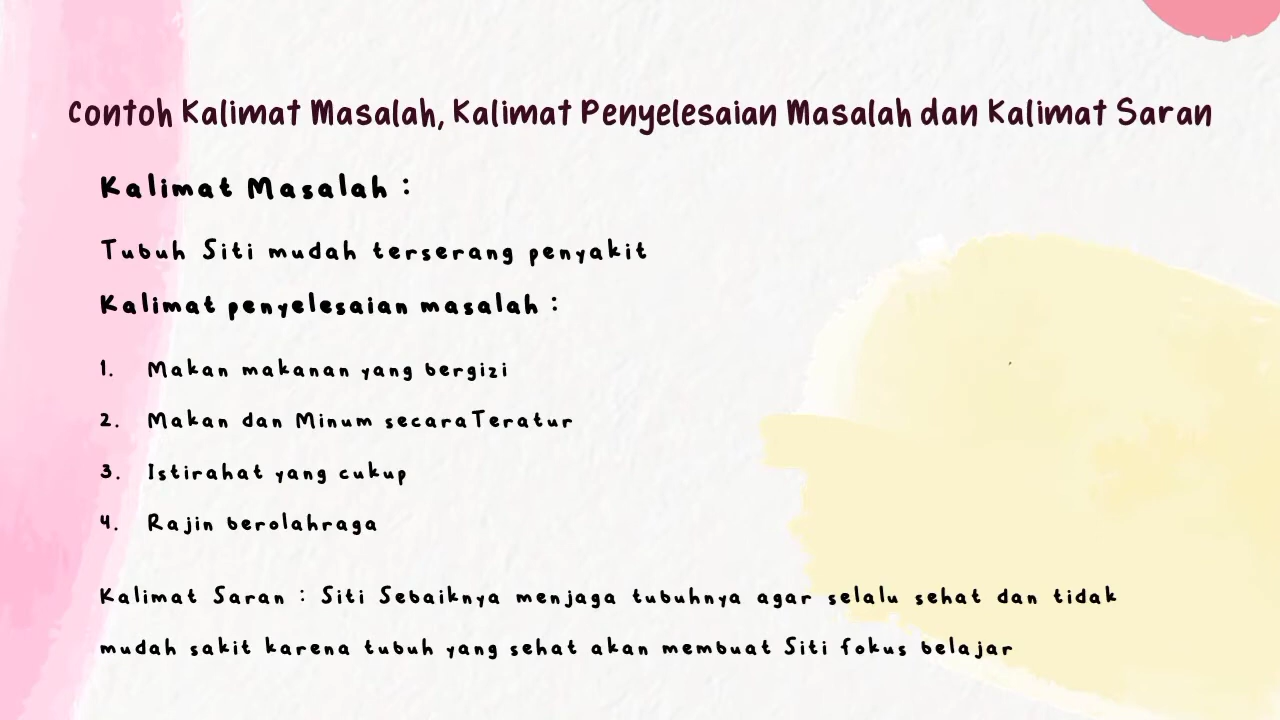 Contoh Kalimat Masalah, Kalimat Penyelesaian Masalah dan Kalimat Saran
Kalimat Masalah :
Tubuh Siti mudah terserang penyakit
Kalimat penyelesaian masalah :
1. Makan makanan yang bergizi
2. Makan dan Minum secaraTeratur
3. Istirahat yang cukup
4. Rajin berolahraga
Kalimat Saran : Siti Sebaiknya menjaga tubuhnya agar selalu sehat dan tidak
mudah sakit karena tubuh yang sehat akan membuat Siti fokus belajar